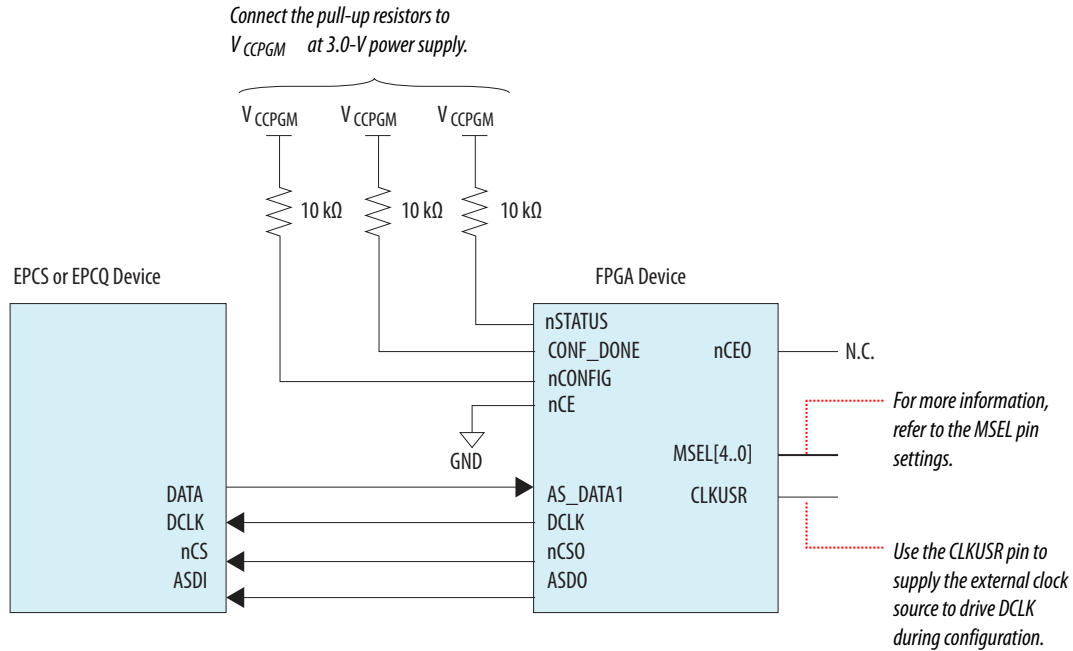 Connect the pull-up resistors to
V CCPGM at 3.0-V power supply.
V CCPGM V CCPGM V CCPGM
10 kΩ 10 kΩ 10 kΩ
EPCS or EPCQ Device
FPGA Device
nSTATUS
CONF_DONE
nCONFIG
nCE
nCEO
N.C.
GND
MSEL[4..0]
CLKUSR
For more information,
refer to the MSEL pin
settings.
DATA
DCLK
nCS
ASDI
AS_DATA1
DCLK
nCSO
ASDO
Use the CLKUSR pin to
supply the external clock
source to drive DCLK
during configuration.